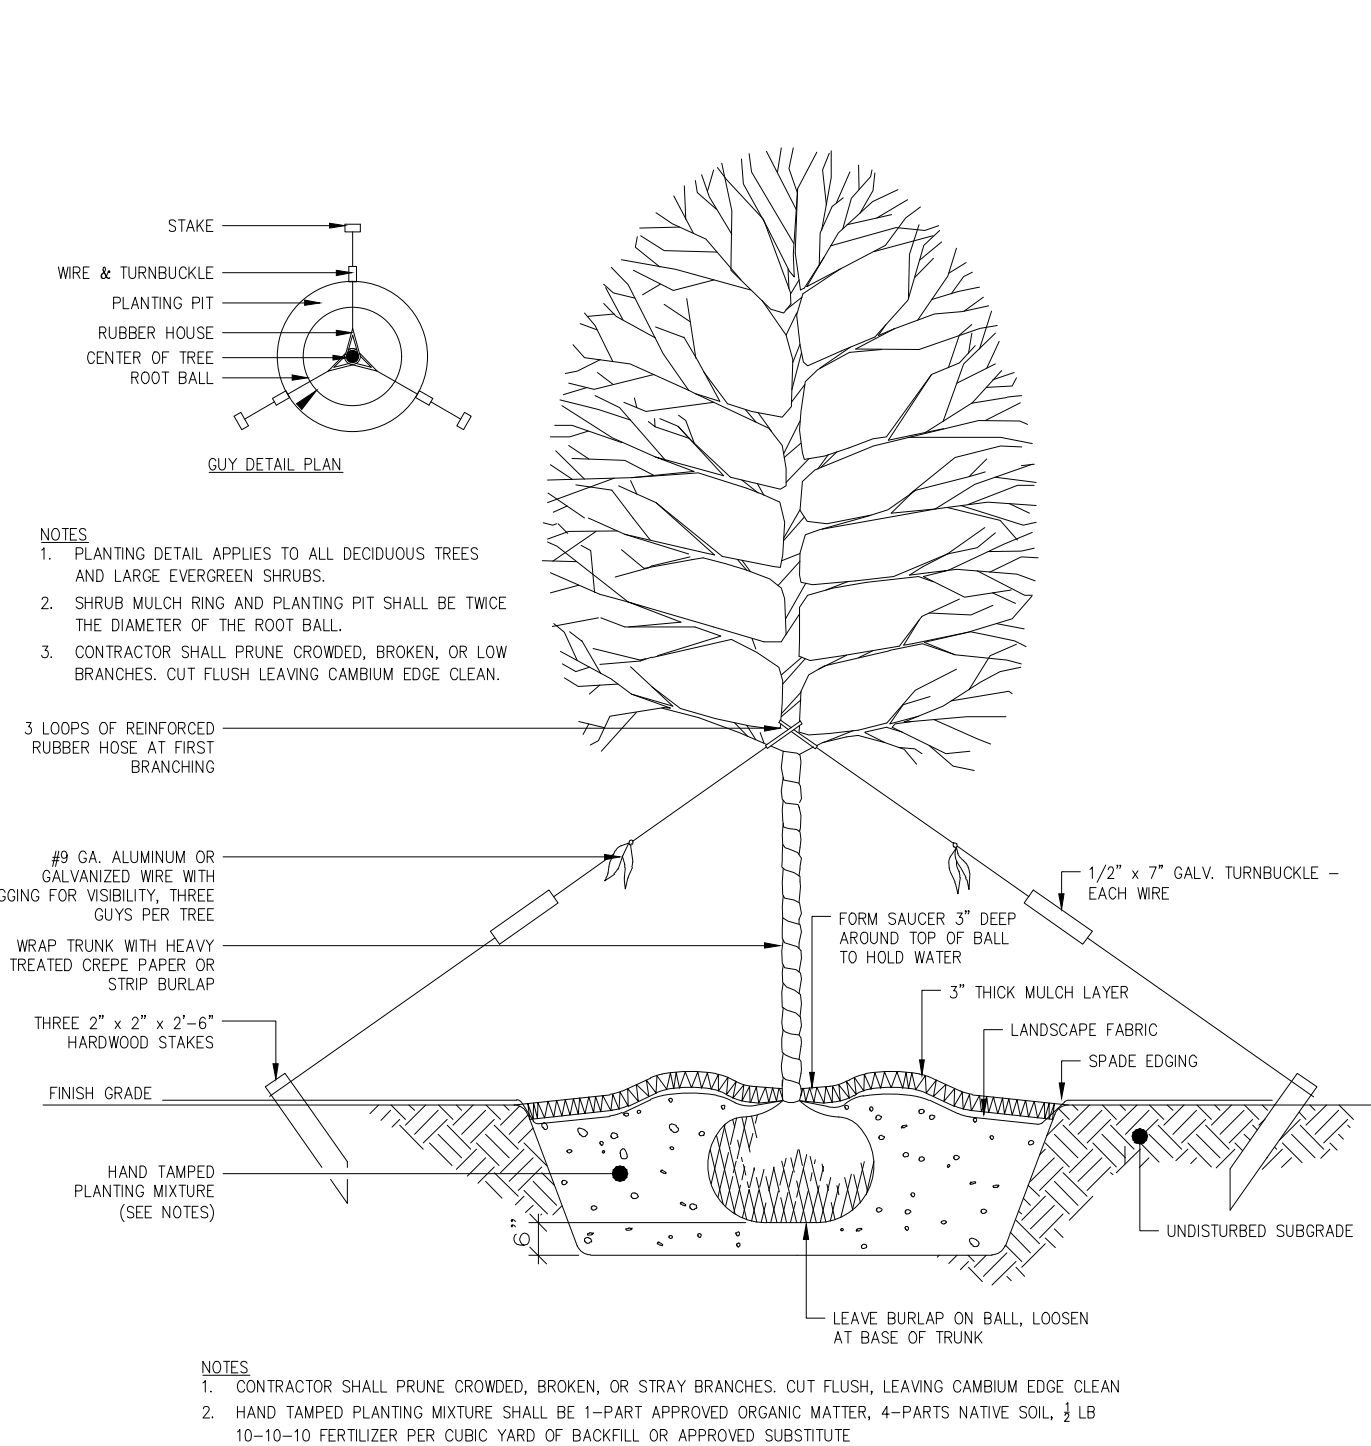 STAKE
WIRE & TURNBUCKLE
PLANTING PIT
RUBBER HOUSE
CENTER OF TREE
ROOT BALL
GUY DETAIL PLAN
NOTES
1. PLANTING DETAIL APPLIES TO ALL DECIDUOUS TREES
AND LARGE EVERGREEN SHRUBS.
2. SHRUB MULCH RING AND PLANTING PIT SHALL BE TWICE
THE DIAMETER OF THE ROOT BALL.
3. CONTRACTOR SHALL PRUNE CROWDED, BROKEN, OR LOW
BRANCHES. CUT FLUSH LEAVING CAMBIUM EDGE CLEAN.
3 LOOPS OF REINFORCED
RUBBER HOSE AT FIRST
BRANCHING
#9 GA. ALUMINUM OR
GALVANIZED WIRE WITH
GGING FOR VISIBILITY, THREE
GUYS PER TREE
WRAP TRUNK WITH HEAVY
TREATED CREPE PAPER OR
STRIP BURLAP
THREE 2" x 2" x 2'-6"
HARDWOOD STAKES
FINISH GRADE
HAND TAMPED
PLANTING MIXTURE
(SEE NOTES)
6"
1/2" x 7" GALV. TURNBUCKLE –
EACH WIRE
FORM SAUCER 3" DEEP
AROUND TOP OF BALL
TO HOLD WATER
3" THICK MULCH LAYER
LANDSCAPE FABRIC
SPADE EDGING
UNDISTURBED SUBGRADE
LEAVE BURLAP ON BALL, LOOSEN
AT BASE OF TRUNK
NOTES
1. CONTRACTOR SHALL PRUNE CROWDED, BROKEN, OR STRAY BRANCHES. CUT FLUSH, LEAVING CAMBIUM EDGE CLEAN
2. HAND TAMPED PLANTING MIXTURE SHALL BE 1-PART APPROVED ORGANIC MATTER, 4-PARTS NATIVE SOIL, ½ LB
10-10-10 FERTILIZER PER CUBIC YARD OF BACKFILL OR APPROVED SUBSTITUTE